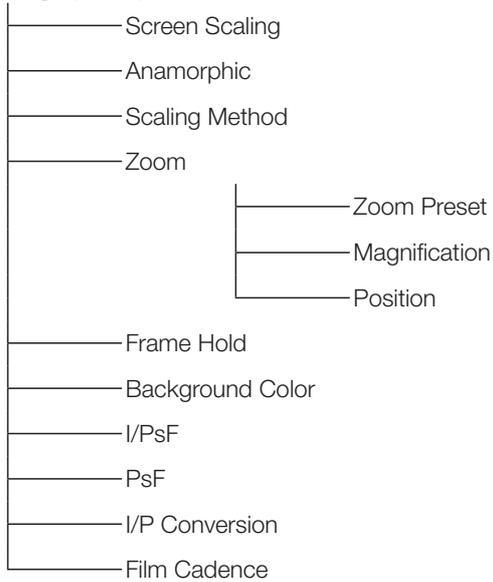 Screen Scaling
Anamorphic
Scaling Method
Zoom
Zoom Preset
Magnification
Position
Frame Hold
Background Color
I/PsF
PsF
I/P Conversion
Film Cadence